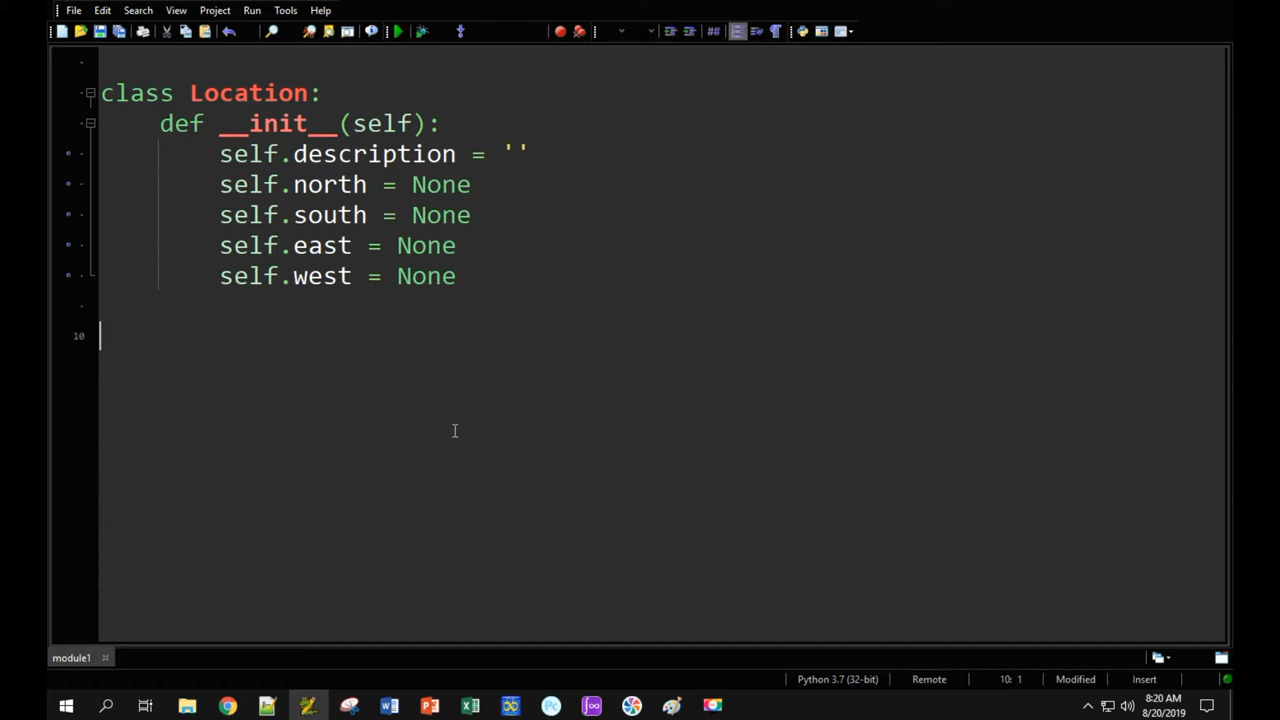 File Edit Search View Project Run Tools Help
class Location:
def __init__(self):
self.description = ''
self.north = None
self.south = None
self.east = None
self.west = None
10
module1
Python 3.7 (32-bit) Remote 10: 1 Modified Insert
8:20 AM
8/20/2019